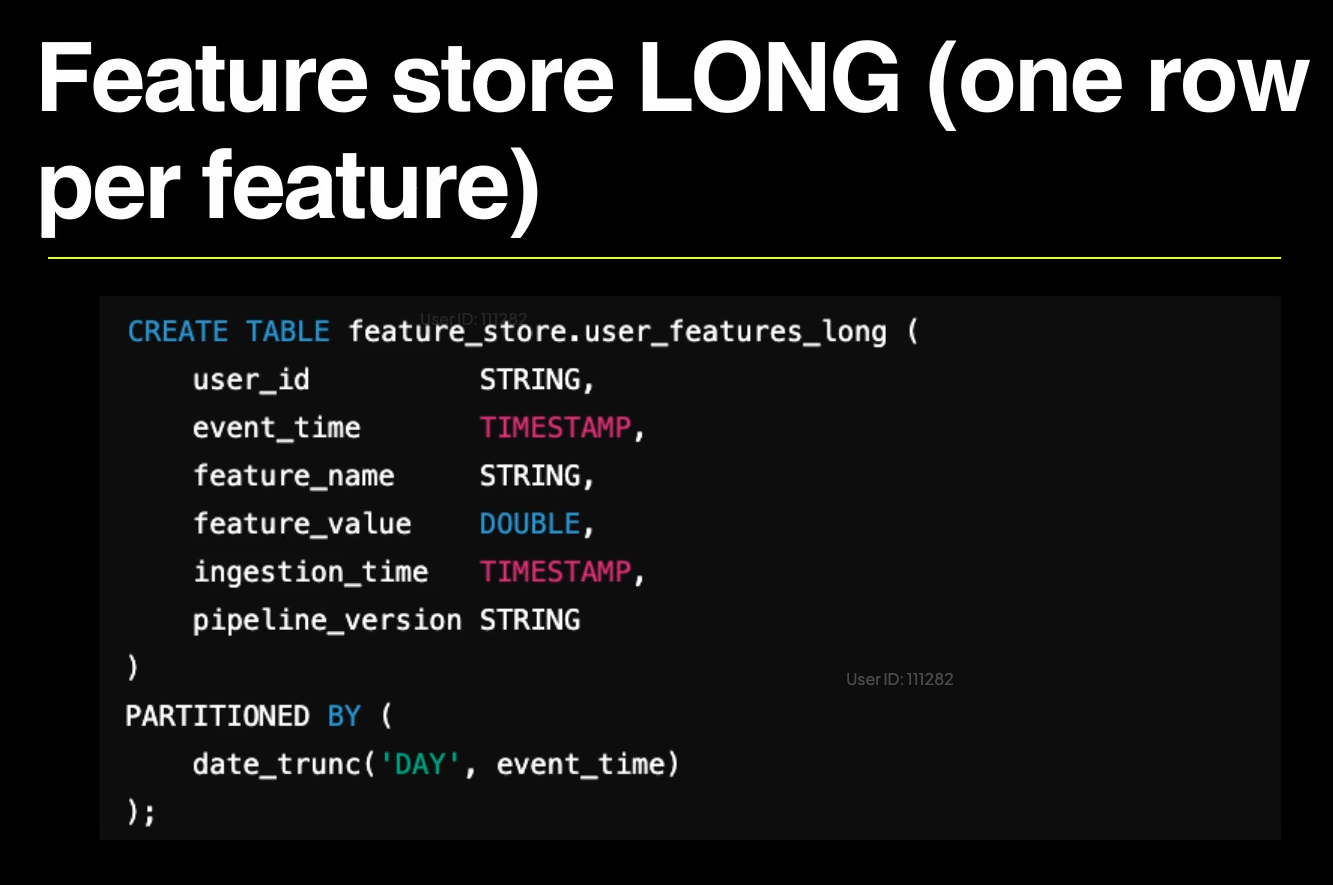 Feature store LONG (one row
per feature)
User ID: 111282
CREATE TABLE feature_store.user_features_long (
    user_id          STRING,
    event_time       TIMESTAMP,
    feature_name     STRING,
    feature_value    DOUBLE,
    ingestion_time   TIMESTAMP,
    pipeline_version STRING
)
User ID: 111282
PARTITIONED BY (
    date_trunc('DAY', event_time)
);